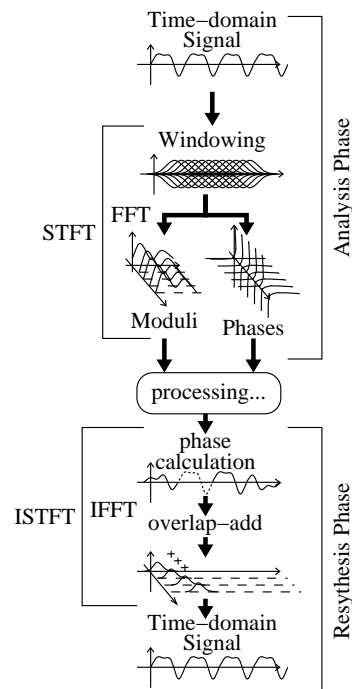 Time−domain
Signal
Windowing
FFT
STFT
Analysis Phase
Moduli
Phases
processing...
phase
calculation
ISTFT
IFFT
overlap−add
+
+
+
Resythesis Phase
Time−domain
Signal